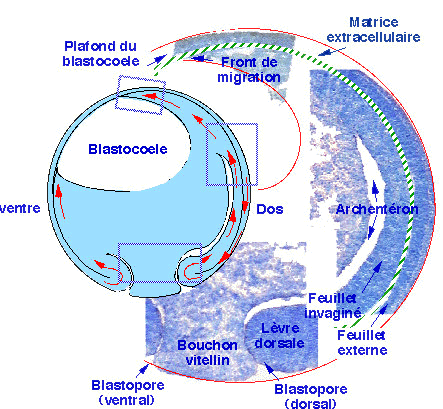 Matrice
extracellulaire
Plafond du
blastocoele
Front de
migration
Blastocoele
ventre
Dos
Archentéron
Feuillet
invaginé
Feuillet
externe
Lèvre
dorsale
Bouchon
vitellin
Blastopore
(ventral)
Blastopore
(dorsal)